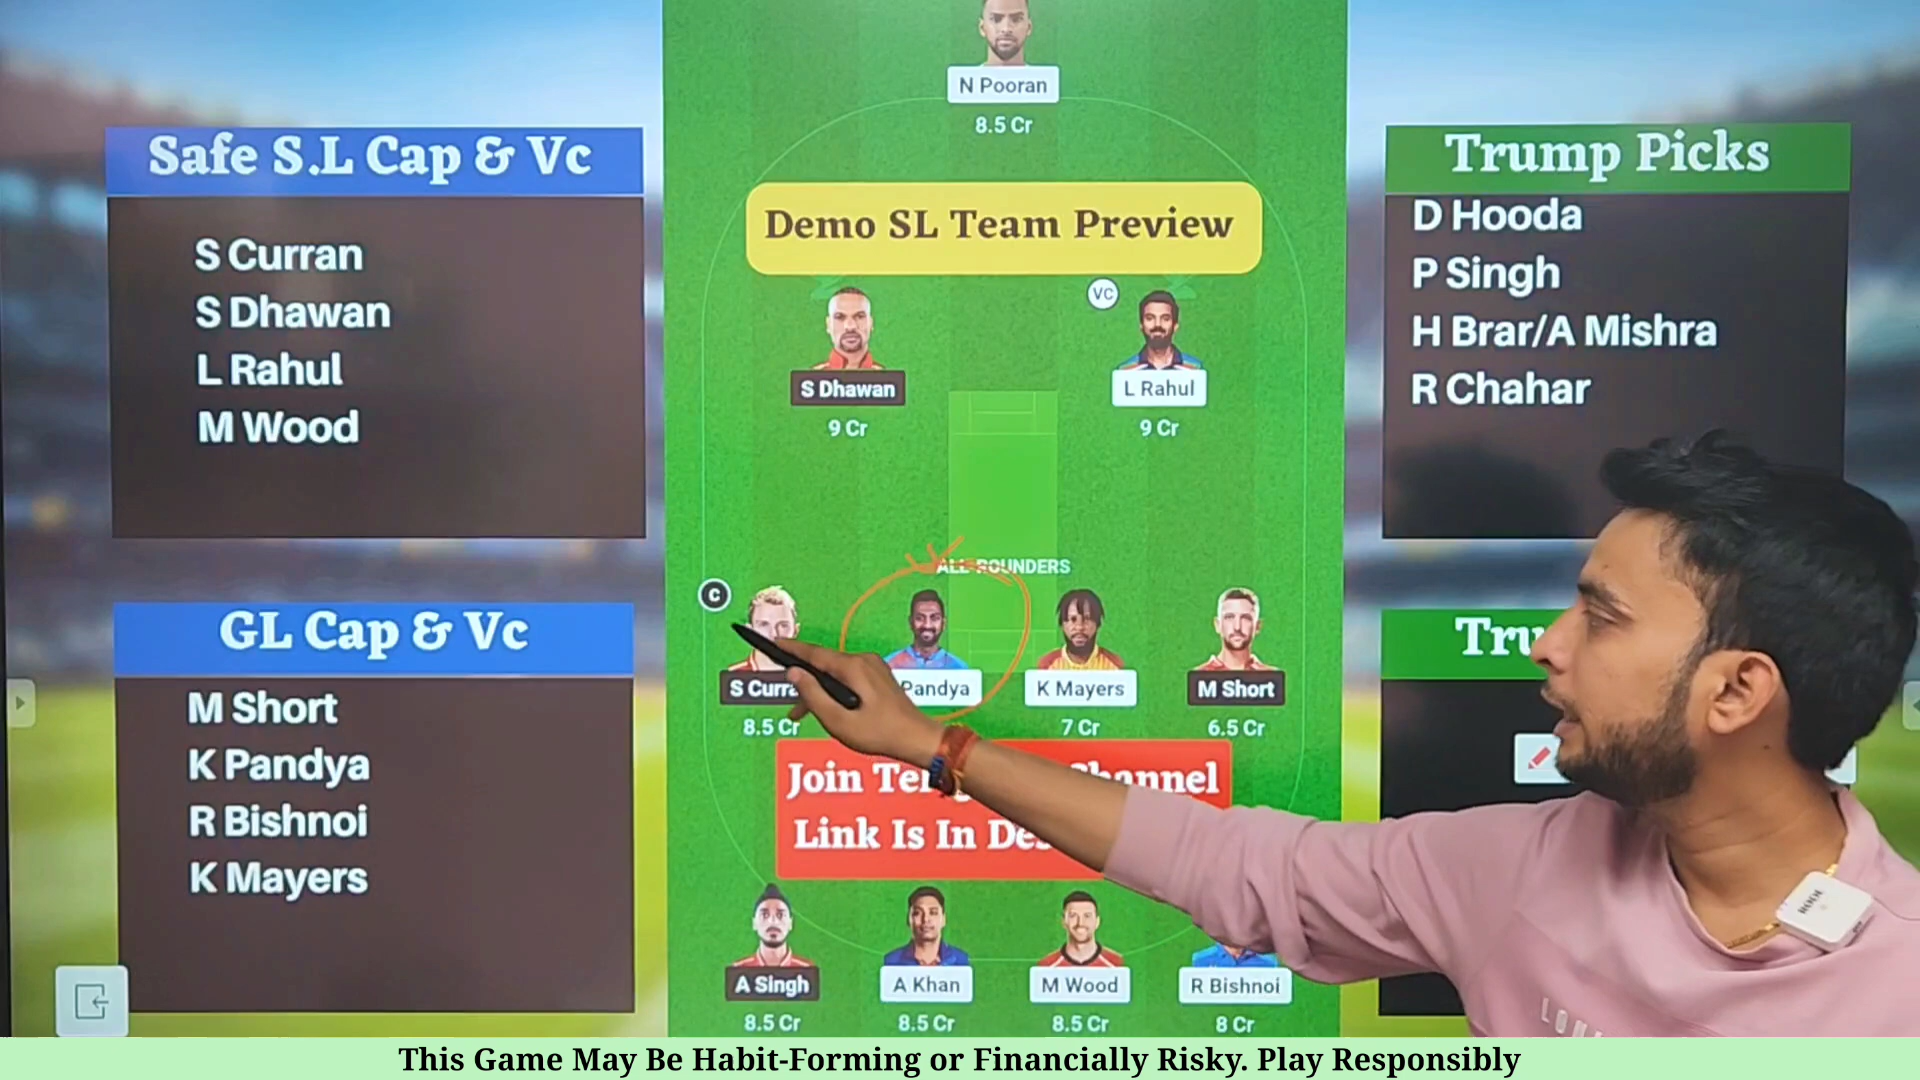 Safe S.L Cap & Vc
S Curran
S Dhawan
L Rahul
M Wood
GL Cap & Vc
M Short
K Pandya
R Bishnoi
K Mayers
N Pooran
8.5 Cr
Demo SL Team Preview
VC
S Dhawan
L Rahul
9 Cr
9 Cr
ALL-ROUNDERS
C
S Curra
Pandya
K Mayers
M Short
8.5 Cr
7 Cr
6.5 Cr
Join Te Channel
Link Is In Des
A Singh
A Khan
M Wood
R Bishnoi
8.5 Cr
8.5 Cr
8.5 Cr
8 Cr
Trump Picks
D Hooda
P Singh
H Brar/A Mishra
R Chahar
Tru
This Game May Be Habit-Forming or Financially Risky. Play Responsibly